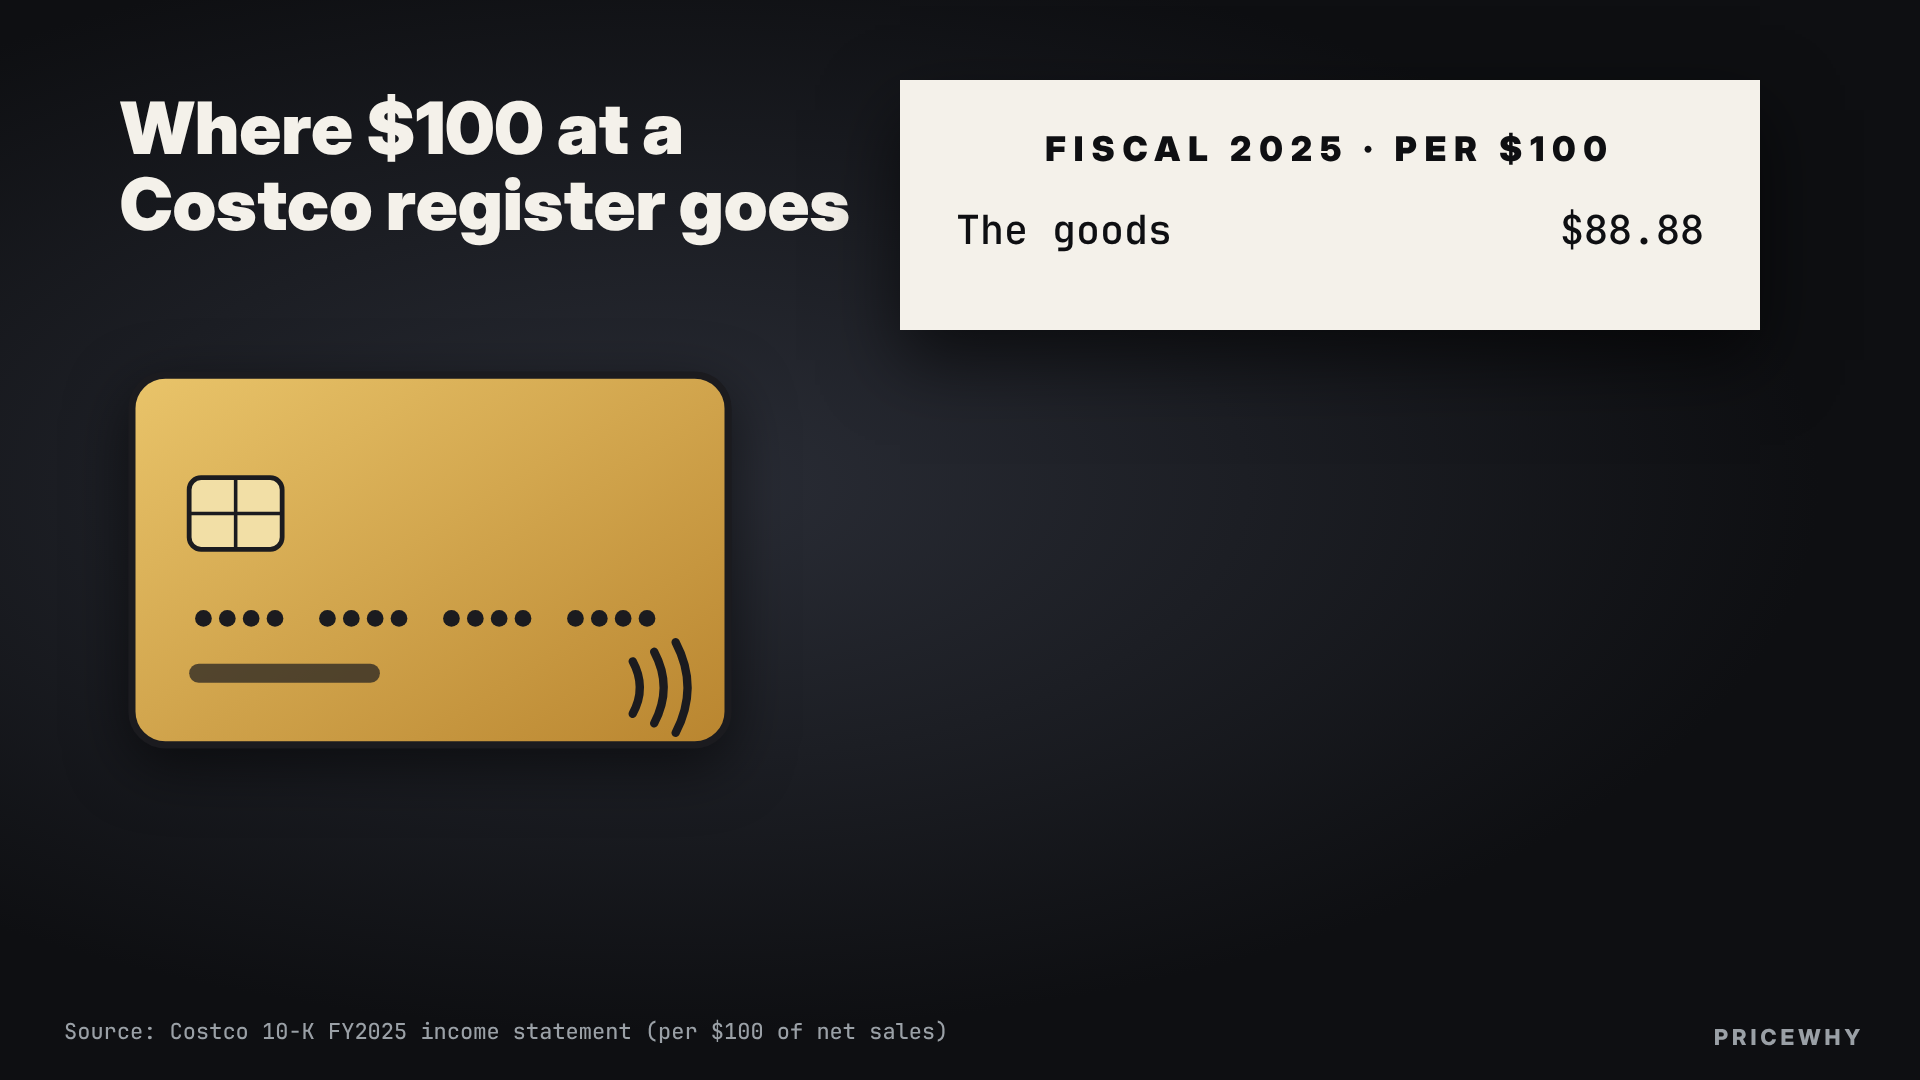 Where $100 at a
Costco register goes
FISCAL 2025 · PER $100
The goods $88.88
Source: Costco 10-K FY2025 income statement (per $100 of net sales)
PRICEWHY